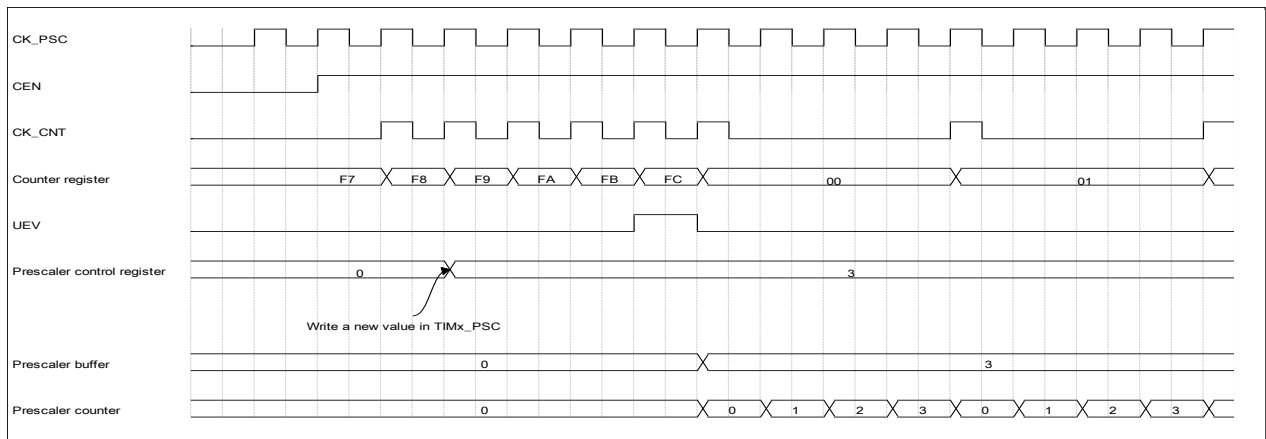 CK_PSC
CEN
CK_CNT
Counter register F7 F8 F9 FA FB FC 00 01
UEV
Prescaler control register 0 3
Write a new value in TIMx_PSC
Prescaler buffer 0 3
Prescaler counter 0 0 1 2 3 0 1 2 3